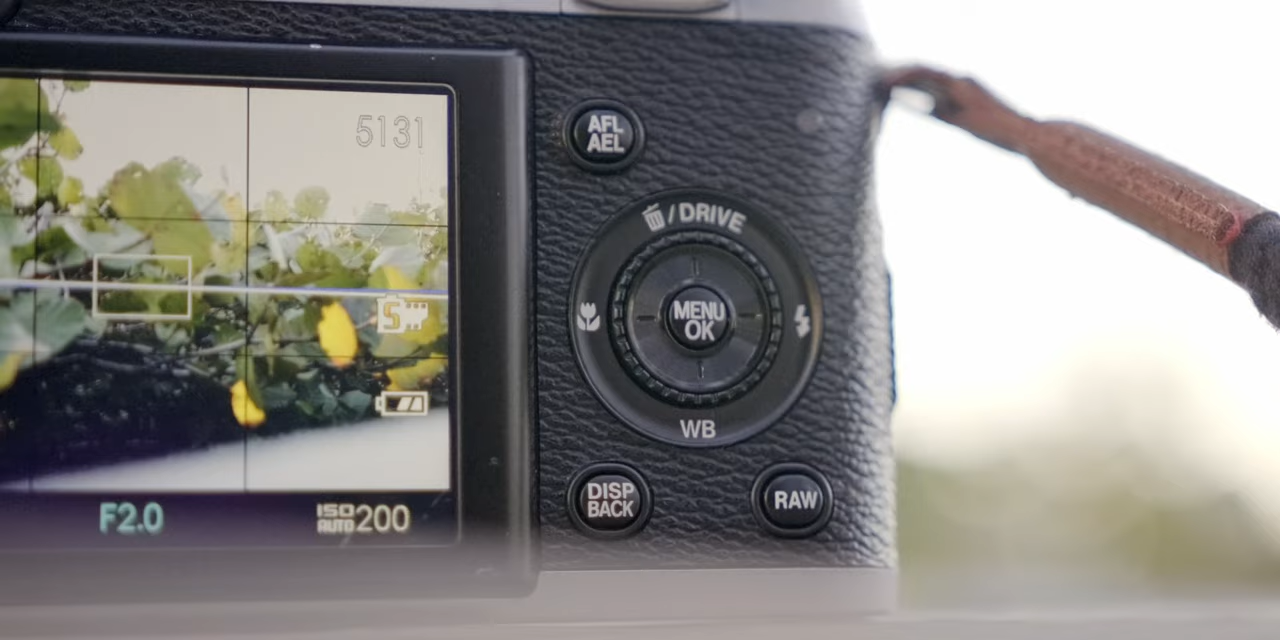 5131
S
F2.0
ISO
AUTO 200
AFL
AEL
/DRIVE
MENU
OK
WB
DISP
BACK
RAW